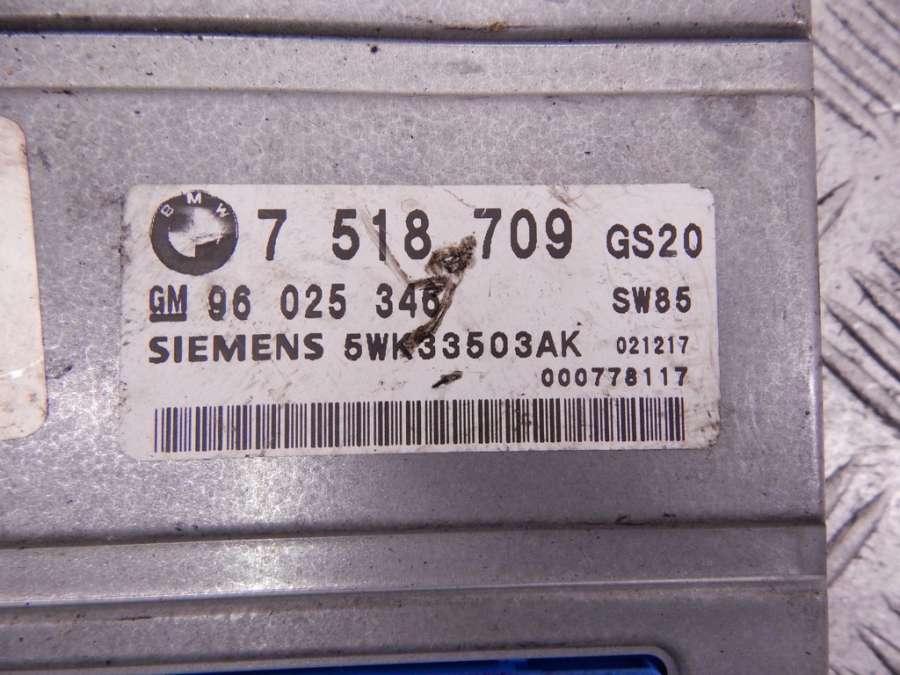 BMW 7 518 709 GS20
GM 96 025 346 SW85
SIEMENS 5WK33503AK 021217
000778117